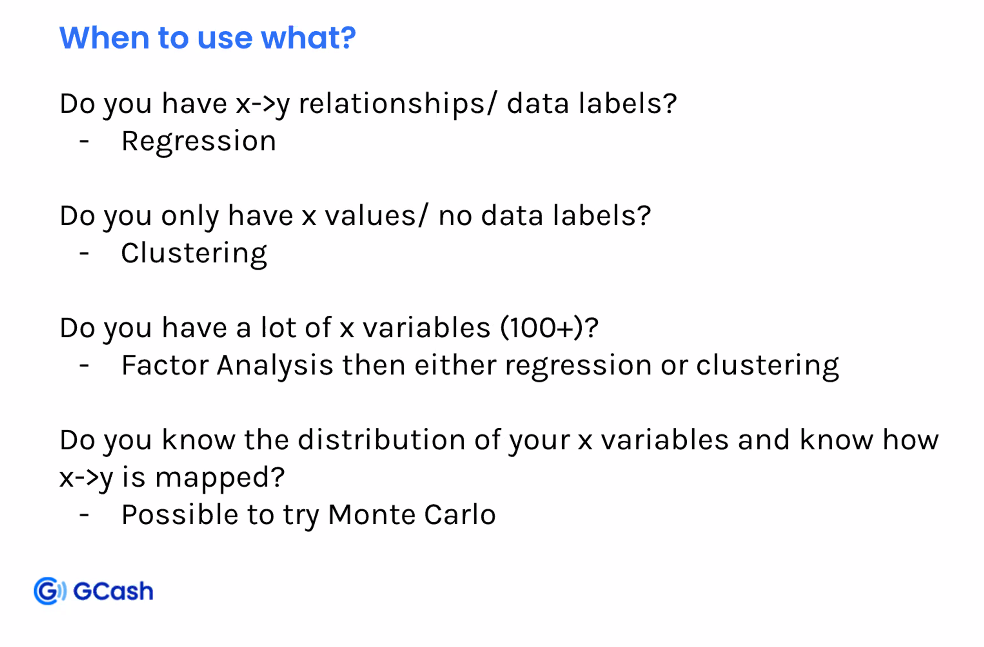 When to use what?
Do you have x->y relationships/ data labels?
- Regression
Do you only have x values/ no data labels?
- Clustering
Do you have a lot of x variables (100+)?
- Factor Analysis then either regression or clustering
Do you know the distribution of your x variables and know how
x->y is mapped?
- Possible to try Monte Carlo
GCash